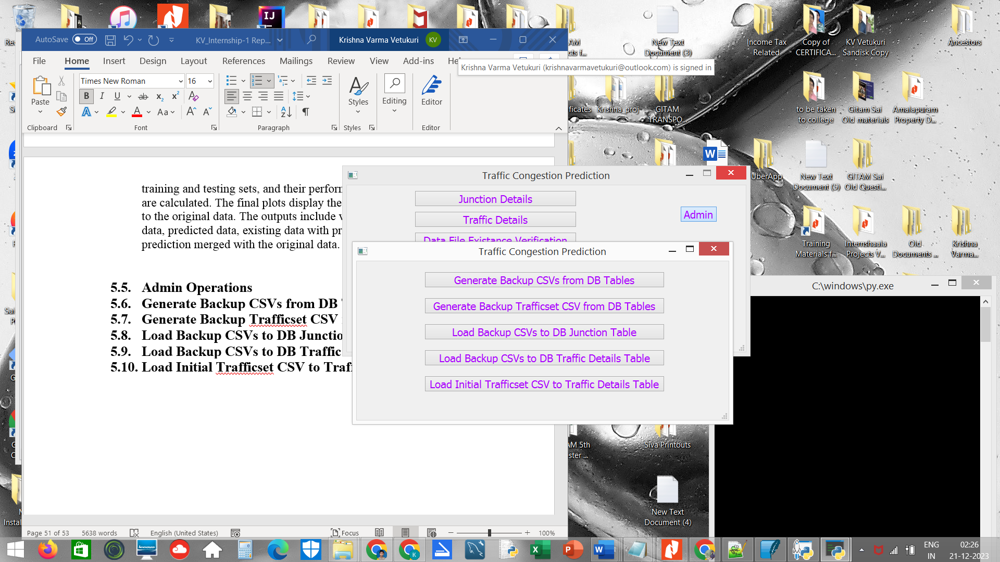 AutoSave Off KV_Internship-1 Rep... Krishna Varma Vetukuri KV
File Home Insert Design Layout References Mailings Review View Add-ins
Krishna Varma Vetukuri (krishnavarmavetukuri@outlook.com) is signed in
Times New Roman 16
Paste
B I U ab x2 x2 A
A A Aa A A
Styles Editing Editor
Clipboard Font Paragraph Styles Editor
training and testing sets, and their perform
are calculated. The final plots display the
to the original data. The outputs include v
data, predicted data, existing data with pr
prediction merged with the original data.
5.5. Admin Operations
5.6. Generate Backup CSVs from DB
5.7. Generate Backup Trafficset CSV
5.8. Load Backup CSVs to DB Junctio
5.9. Load Backup CSVs to DB Traffic
5.10. Load Initial Trafficset CSV to Traf
Page 51 of 53 5638 words English (United States) Focus 100%
Traffic Congestion Prediction
Junction Details
Traffic Details
Data File Existance Verification
Admin
Traffic Congestion Prediction
Generate Backup CSVs from DB Tables
Generate Backup Trafficset CSV from DB Tables
Load Backup CSVs to DB Junction Table
Load Backup CSVs to DB Traffic Details Table
Load Initial Trafficset CSV to Traffic Details Table
C:\windows\py.exe
New Text
Document (3)
Income Tax
Related
Copy of
CERTIFICA...
KV Vetukuri
Sandisk Copy
Ancestors
ificates
Krishna_proj
GITAM
TRANSPO...
to be taken
to college
Gitam Sai
Old materials
Amalapuram
Property D...
UberApp
New Text
Document (5)
GITAM Sai
Old Questi...
Training
Materials f...
Internshaala
Projects V...
Old
Documents ...
Krishna
Varma...
AM 5th
ster ...
Siva Printouts
New Text
Document (4)
ENG
IN
02:26
21-12-2023